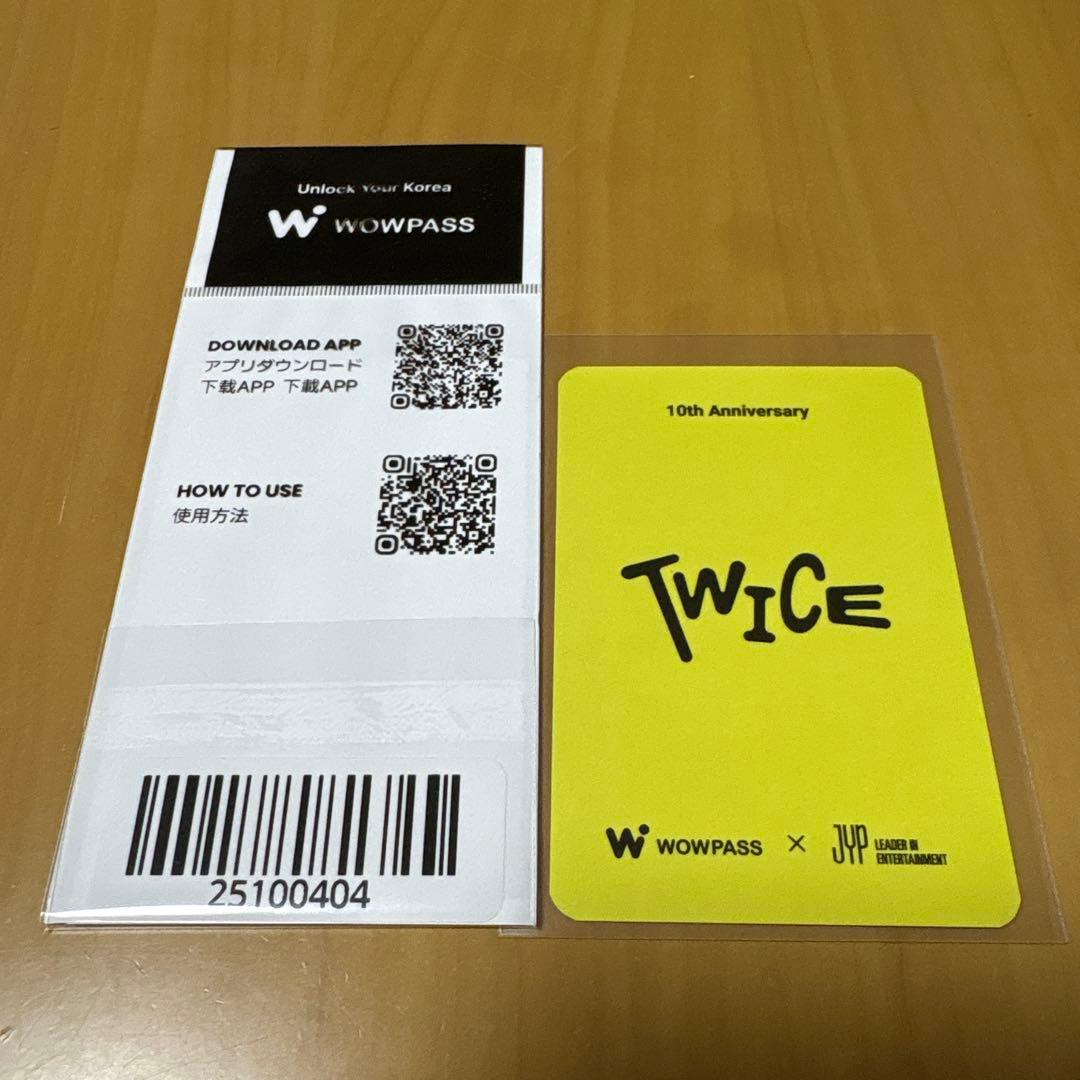 Unlock Your Korea
WOWPASS
DOWNLOAD APP
アプリダウンロード
下载APP 下載APP
HOW TO USE
使用方法
25100404
10th Anniversary
TWICE
WOWPASS × JYP LEADER IN
ENTERTAINMENT